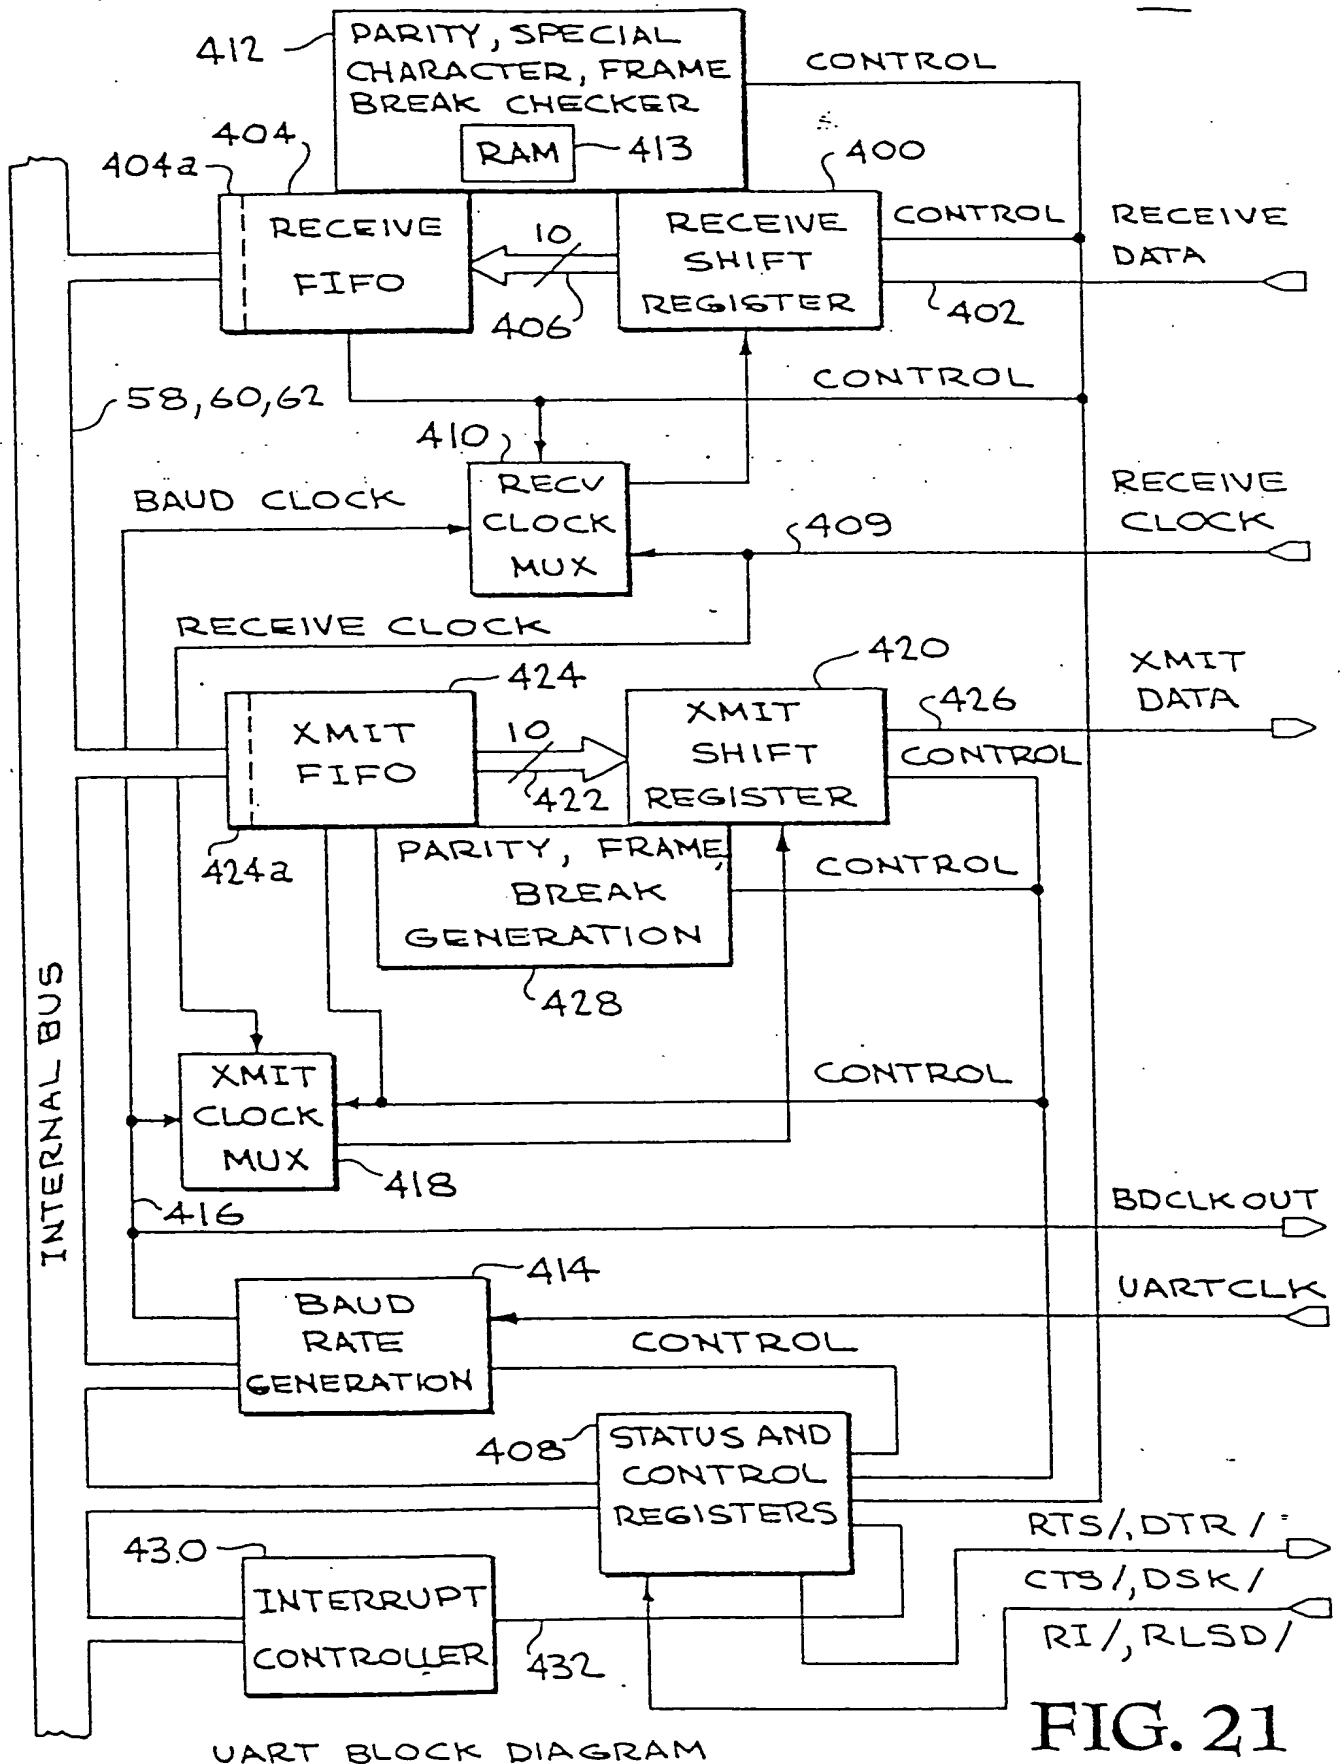 412
PARITY, SPECIAL
CHARACTER, FRAME
BREAK CHECKER
RAM
413
CONTROL
404
404a
400
RECEIVE
FIFO
10
406
RECEIVE
SHIFT
REGISTER
CONTROL
402
RECEIVE
DATA
58,60,62
CONTROL
410
RECV
CLOCK
MUX
BAUD CLOCK
409
RECEIVE
CLOCK
RECEIVE CLOCK
424
XMIT
FIFO
424a
10
422
420
XMIT
SHIFT
REGISTER
426
XMIT
DATA
CONTROL
PARITY, FRAME,
BREAK
GENERATION
428
CONTROL
INTERNAL BUS
XMIT
CLOCK
MUX
418
CONTROL
416
BDCLKOUT
414
BAUD
RATE
GENERATION
UARTCLK
CONTROL
408
STATUS AND
CONTROL
REGISTERS
430
INTERRUPT
CONTROLLER
432
RTS/,DTR/
CTS/,DSK/
RI/,RLSD/
UART BLOCK DIAGRAM
FIG. 21